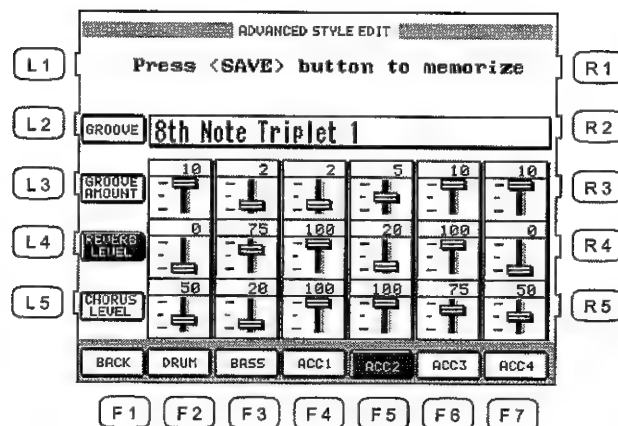 ADVANCED STYLE EDIT
L1 Press <SAVE> button to memorize R1
L2 GROOVE 8th Note Triplet 1 R2
10 2 2 5 10 10
L3 GROOVE AMOUNT R3
0 75 100 20 100 0
L4 REVERB LEVEL R4
50 20 100 100 75 50
L5 CHORUS LEVEL R5
BACK DRUM BASS ACC1 ACC2 ACC3 ACC4
F1 F2 F3 F4 F5 F6 F7